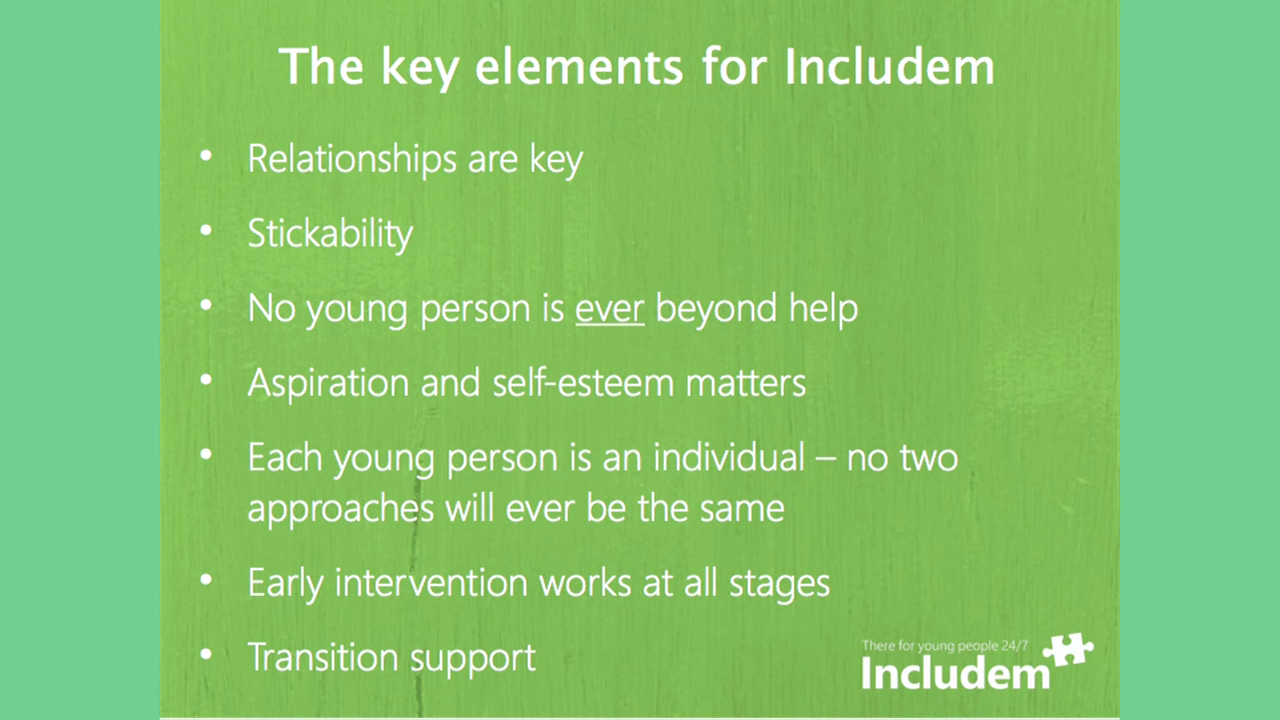 The key elements for Includem
• Relationships are key
• Stickability
• No young person is ever beyond help
• Aspiration and self-esteem matters
• Each young person is an individual – no two
approaches will ever be the same
• Early intervention works at all stages
• Transition support
There for young people 24/7
Includem